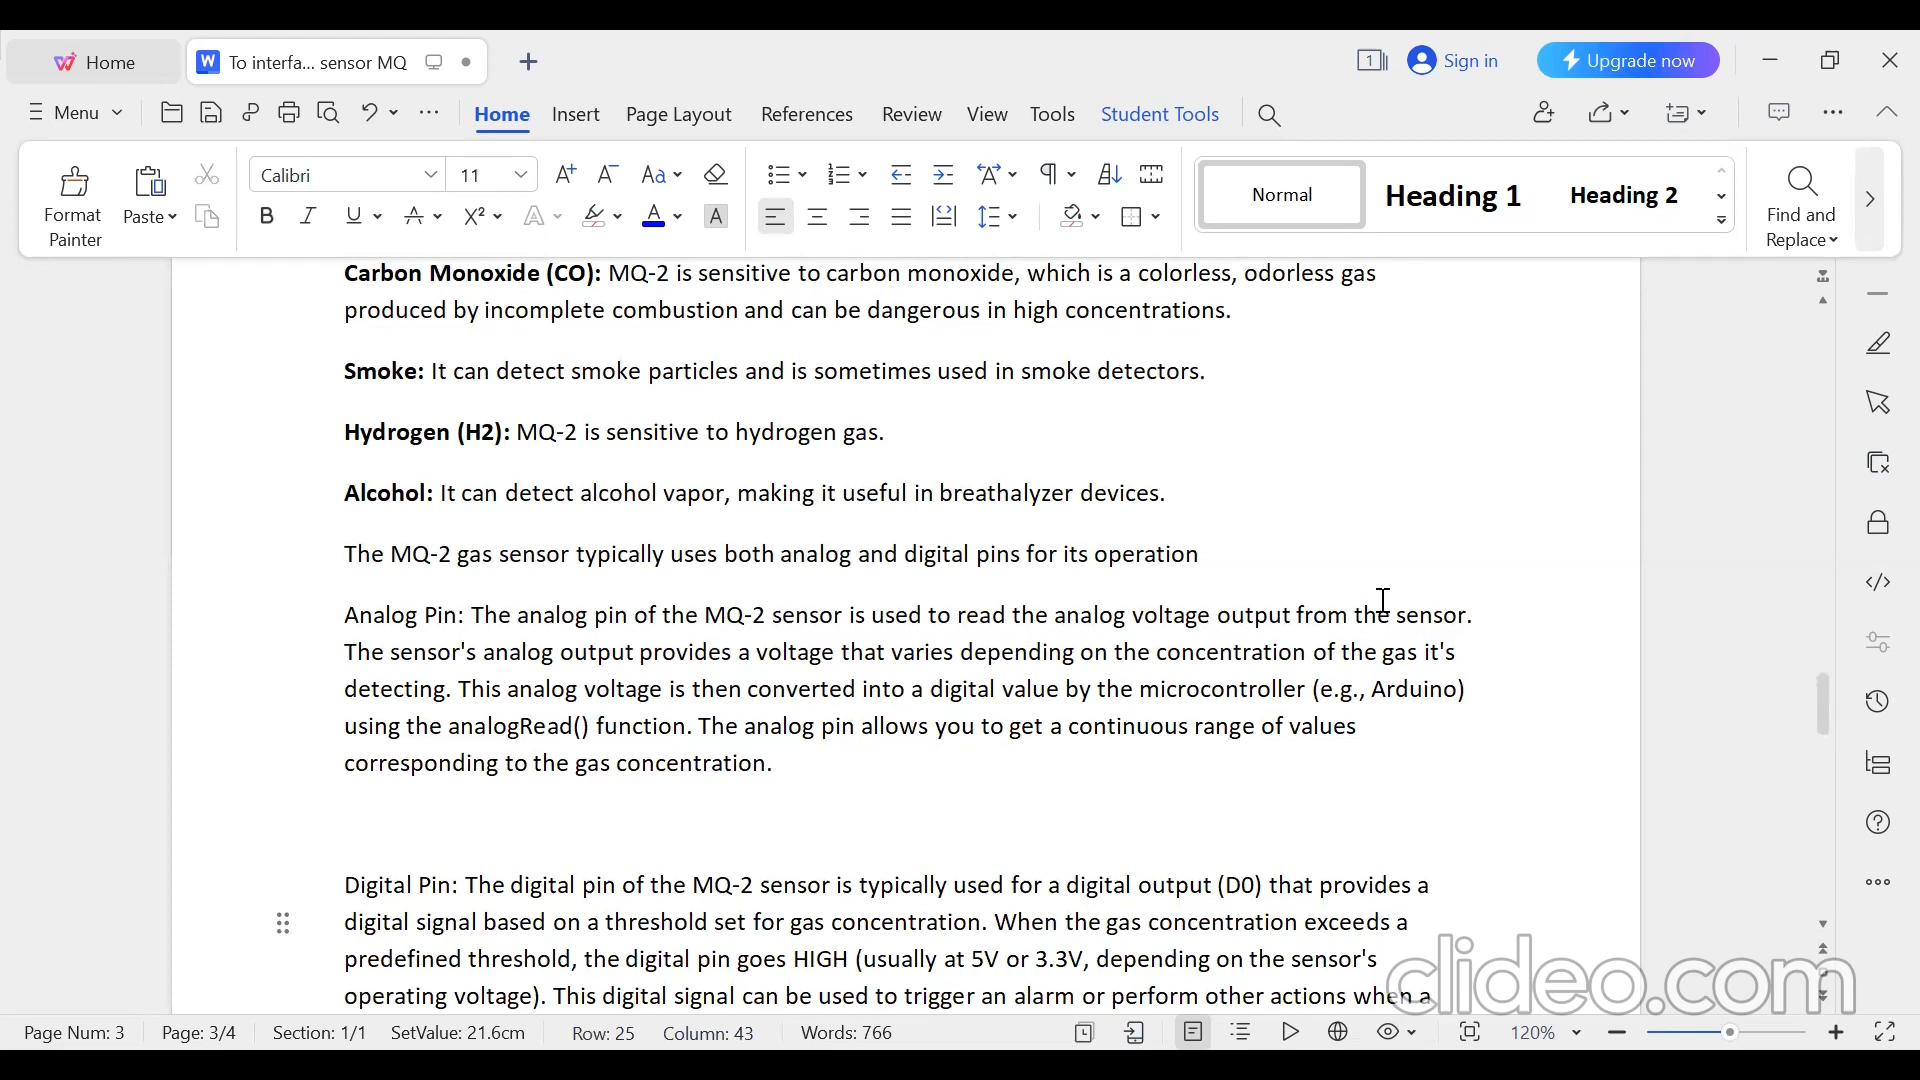 Home
To interfa... sensor MQ
Sign in
Upgrade now
Menu
Home
Insert
Page Layout
References
Review
View
Tools
Student Tools
Format
Painter
Paste
Calibri
11
Normal
Heading 1
Heading 2
Find and
Replace
Carbon Monoxide (CO): MQ-2 is sensitive to carbon monoxide, which is a colorless, odorless gas
produced by incomplete combustion and can be dangerous in high concentrations.
Smoke: It can detect smoke particles and is sometimes used in smoke detectors.
Hydrogen (H2): MQ-2 is sensitive to hydrogen gas.
Alcohol: It can detect alcohol vapor, making it useful in breathalyzer devices.
The MQ-2 gas sensor typically uses both analog and digital pins for its operation
Analog Pin: The analog pin of the MQ-2 sensor is used to read the analog voltage output from the sensor.
The sensor's analog output provides a voltage that varies depending on the concentration of the gas it's
detecting. This analog voltage is then converted into a digital value by the microcontroller (e.g., Arduino)
using the analogRead() function. The analog pin allows you to get a continuous range of values
corresponding to the gas concentration.
Digital Pin: The digital pin of the MQ-2 sensor is typically used for a digital output (D0) that provides a
digital signal based on a threshold set for gas concentration. When the gas concentration exceeds a
predefined threshold, the digital pin goes HIGH (usually at 5V or 3.3V, depending on the sensor's
operating voltage). This digital signal can be used to trigger an alarm or perform other actions when a
clideo.com
Page Num: 3
Page: 3/4
Section: 1/1
SetValue: 21.6cm
Row: 25
Column: 43
Words: 766
120%